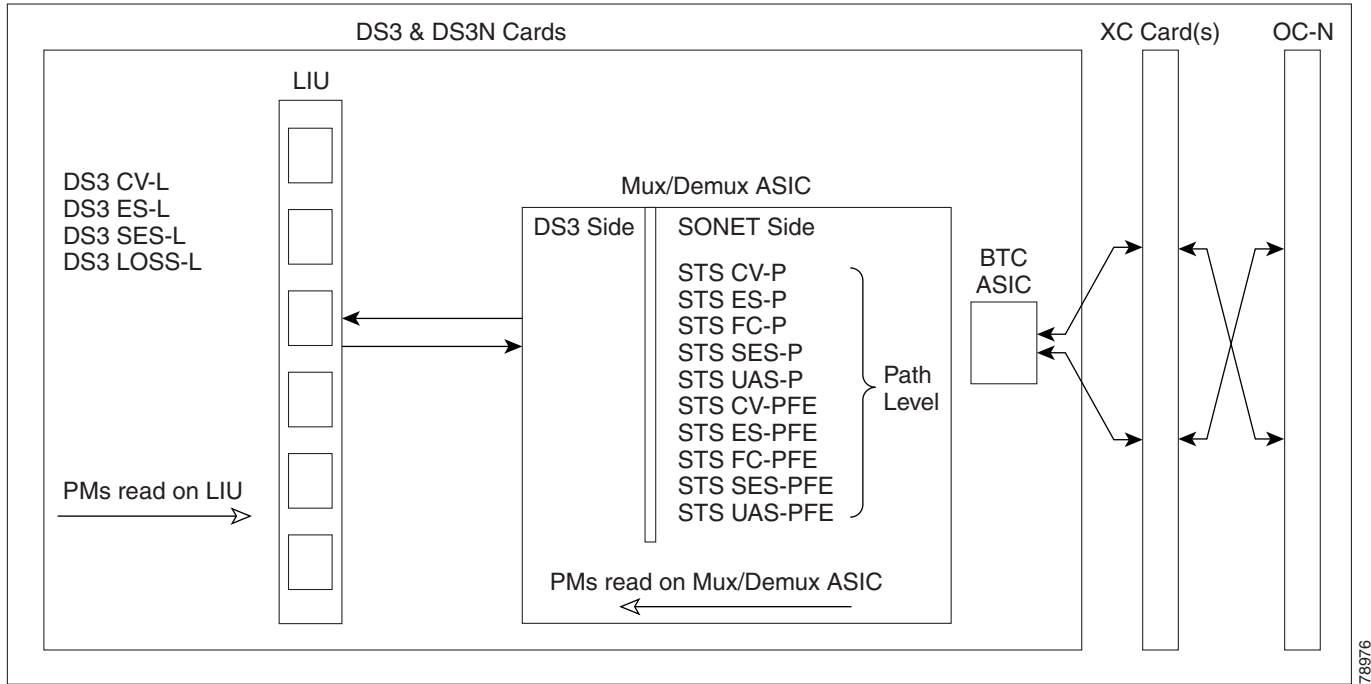 DS3 & DS3N Cards
XC Card(s)
OC-N
LIU
DS3 CV-L
DS3 ES-L
DS3 SES-L
DS3 LOSS-L
Mux/Demux ASIC
DS3 Side
SONET Side
STS CV-P
STS ES-P
STS FC-P
STS SES-P
STS UAS-P
STS CV-PFE
STS ES-PFE
STS FC-PFE
STS SES-PFE
STS UAS-PFE
Path
Level
BTC
ASIC
PMs read on LIU
PMs read on Mux/Demux ASIC
78976